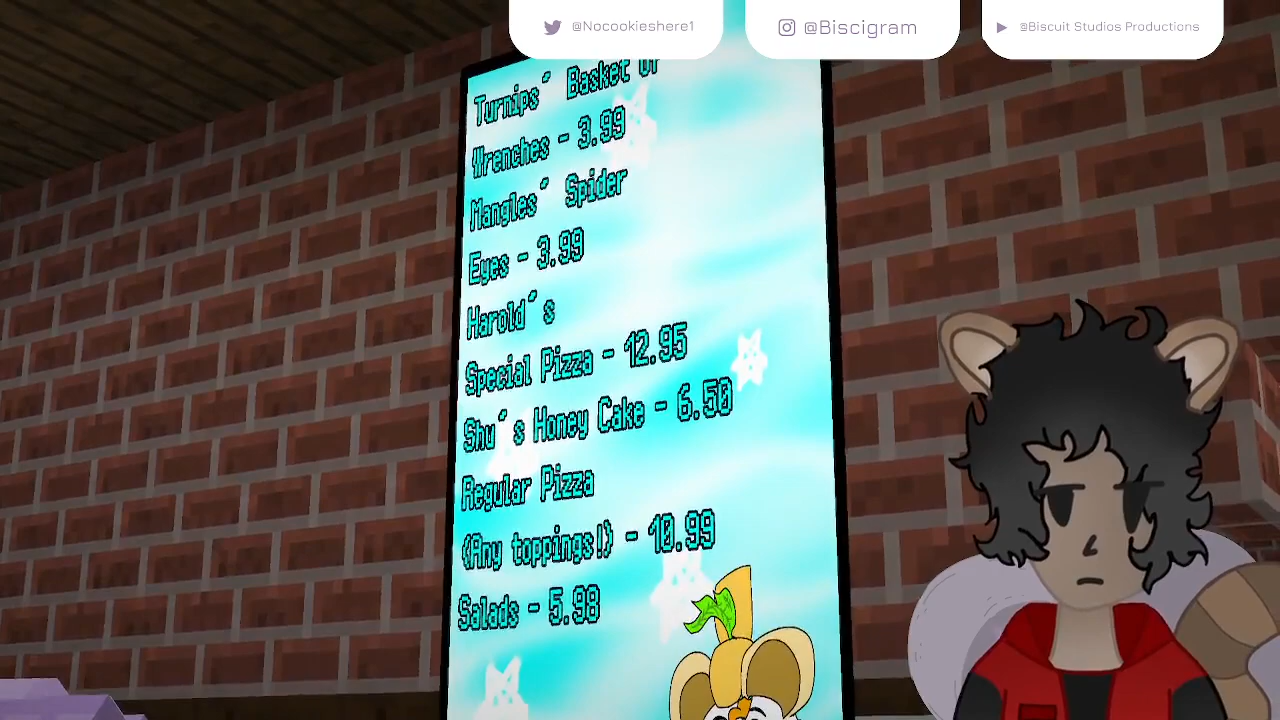 @Nocookieshere1
@Biscigram
@Biscuit Studios Productions
Turnips´ Basket Of
Wrenches - 3.99
Mangles´ Spider
Eyes - 3.99
Harold´s
Special Pizza - 12.95
Shu´s Honey Cake - 6.50
Regular Pizza
(Any toppings!) - 10.99
Salads - 5.98